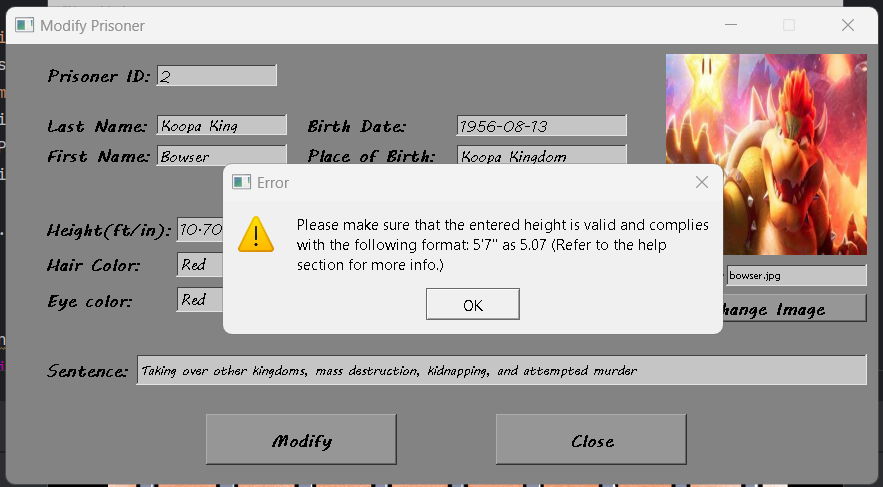 Modify Prisoner
Prisoner ID: 2
Last Name: Koopa King Birth Date: 1956-08-13
First Name: Bowser Place of Birth: Koopa Kingdom
Error
Please make sure that the entered height is valid and complies
with the following format: 5'7" as 5.07 (Refer to the help
section for more info.)
OK
Height(ft/in): 10.70
Hair Color: Red
Eye color: Red
bowser.jpg
hange Image
Sentence: Taking over other kingdoms, mass destruction, kidnapping, and attempted murder
Modify Close